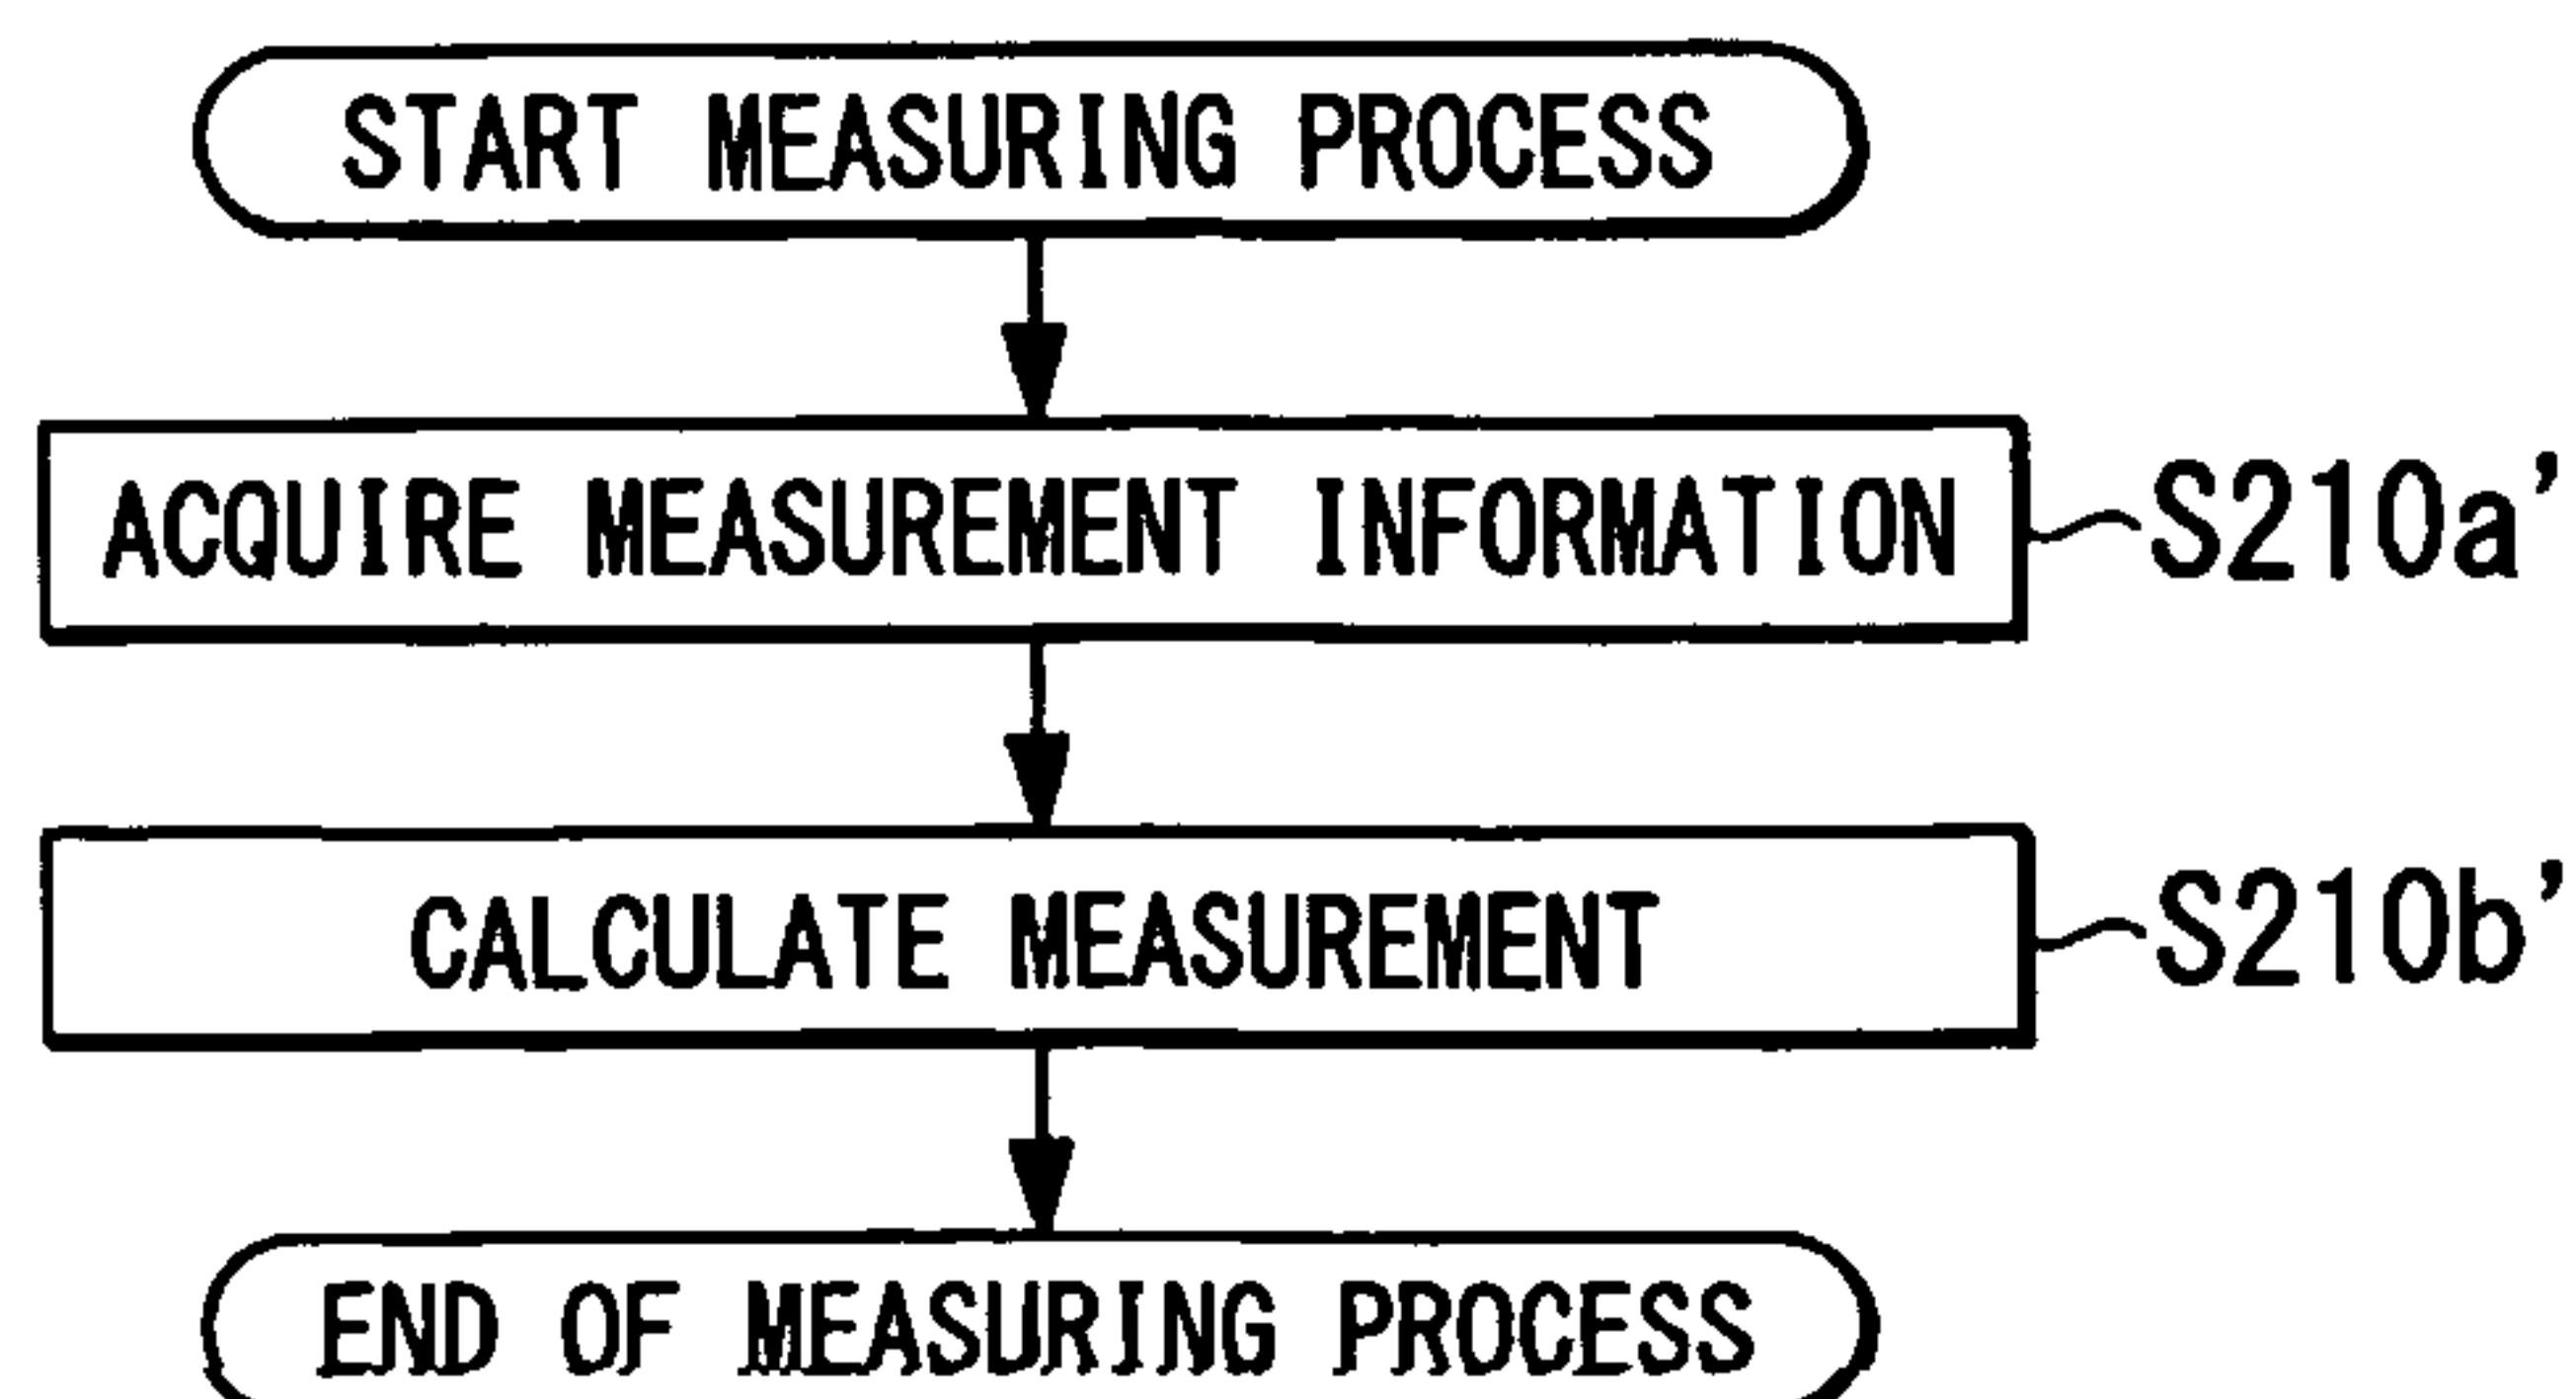 START MEASURING PROCESS
ACQUIRE MEASUREMENT INFORMATION
S210a'
CALCULATE MEASUREMENT
S210b'
END OF MEASURING PROCESS